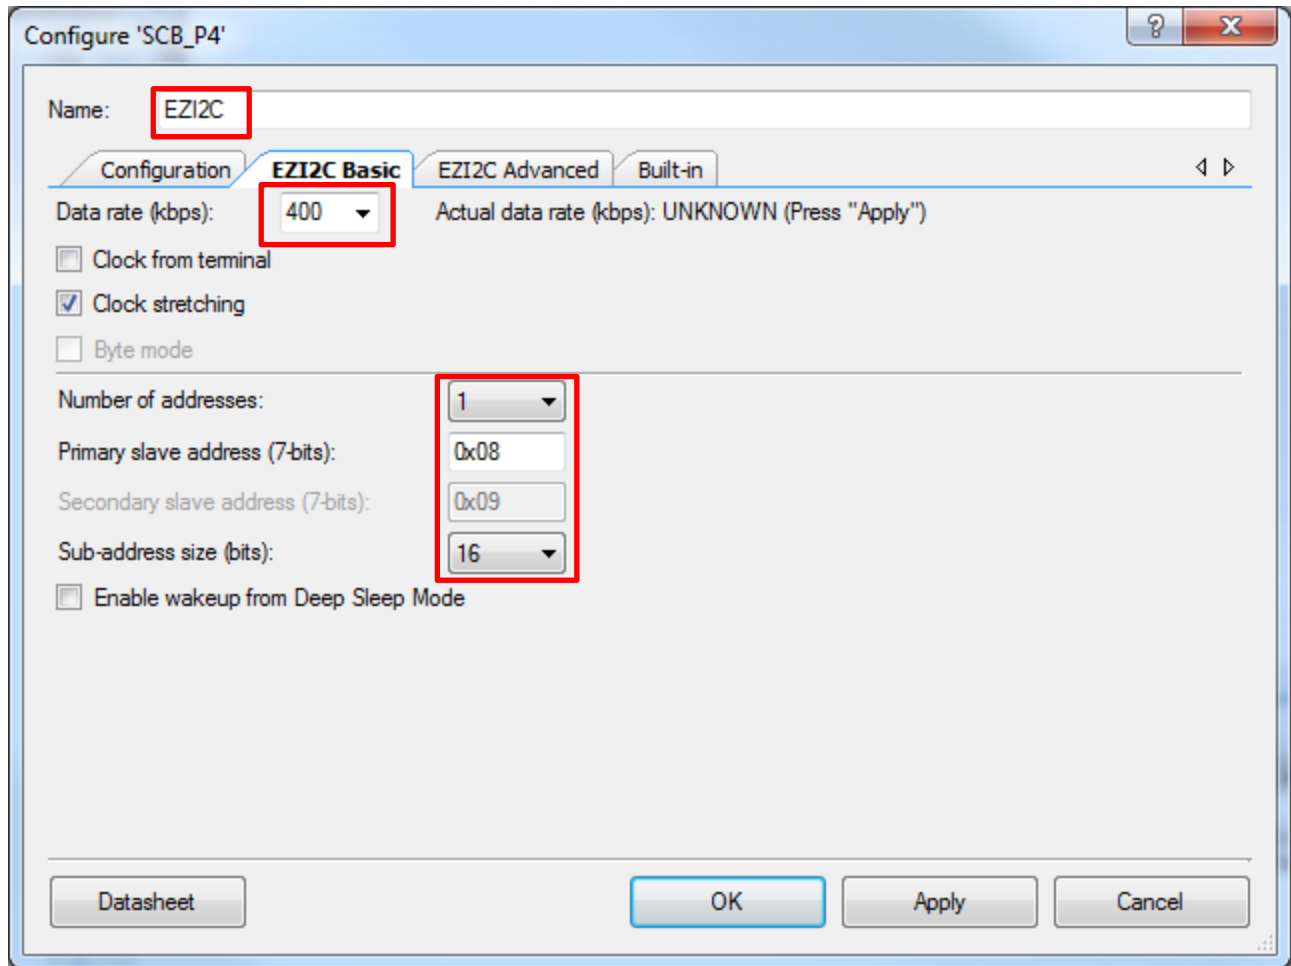 Configure 'SCB_P4'
Name: EZI2C
Configuration EZI2C Basic EZI2C Advanced Built-in
Data rate (kbps): 400 Actual data rate (kbps): UNKNOWN (Press "Apply")
Clock from terminal
Clock stretching
Byte mode
Number of addresses: 1
Primary slave address (7-bits): 0x08
Secondary slave address (7-bits): 0x09
Sub-address size (bits): 16
Enable wakeup from Deep Sleep Mode
Datasheet OK Apply Cancel